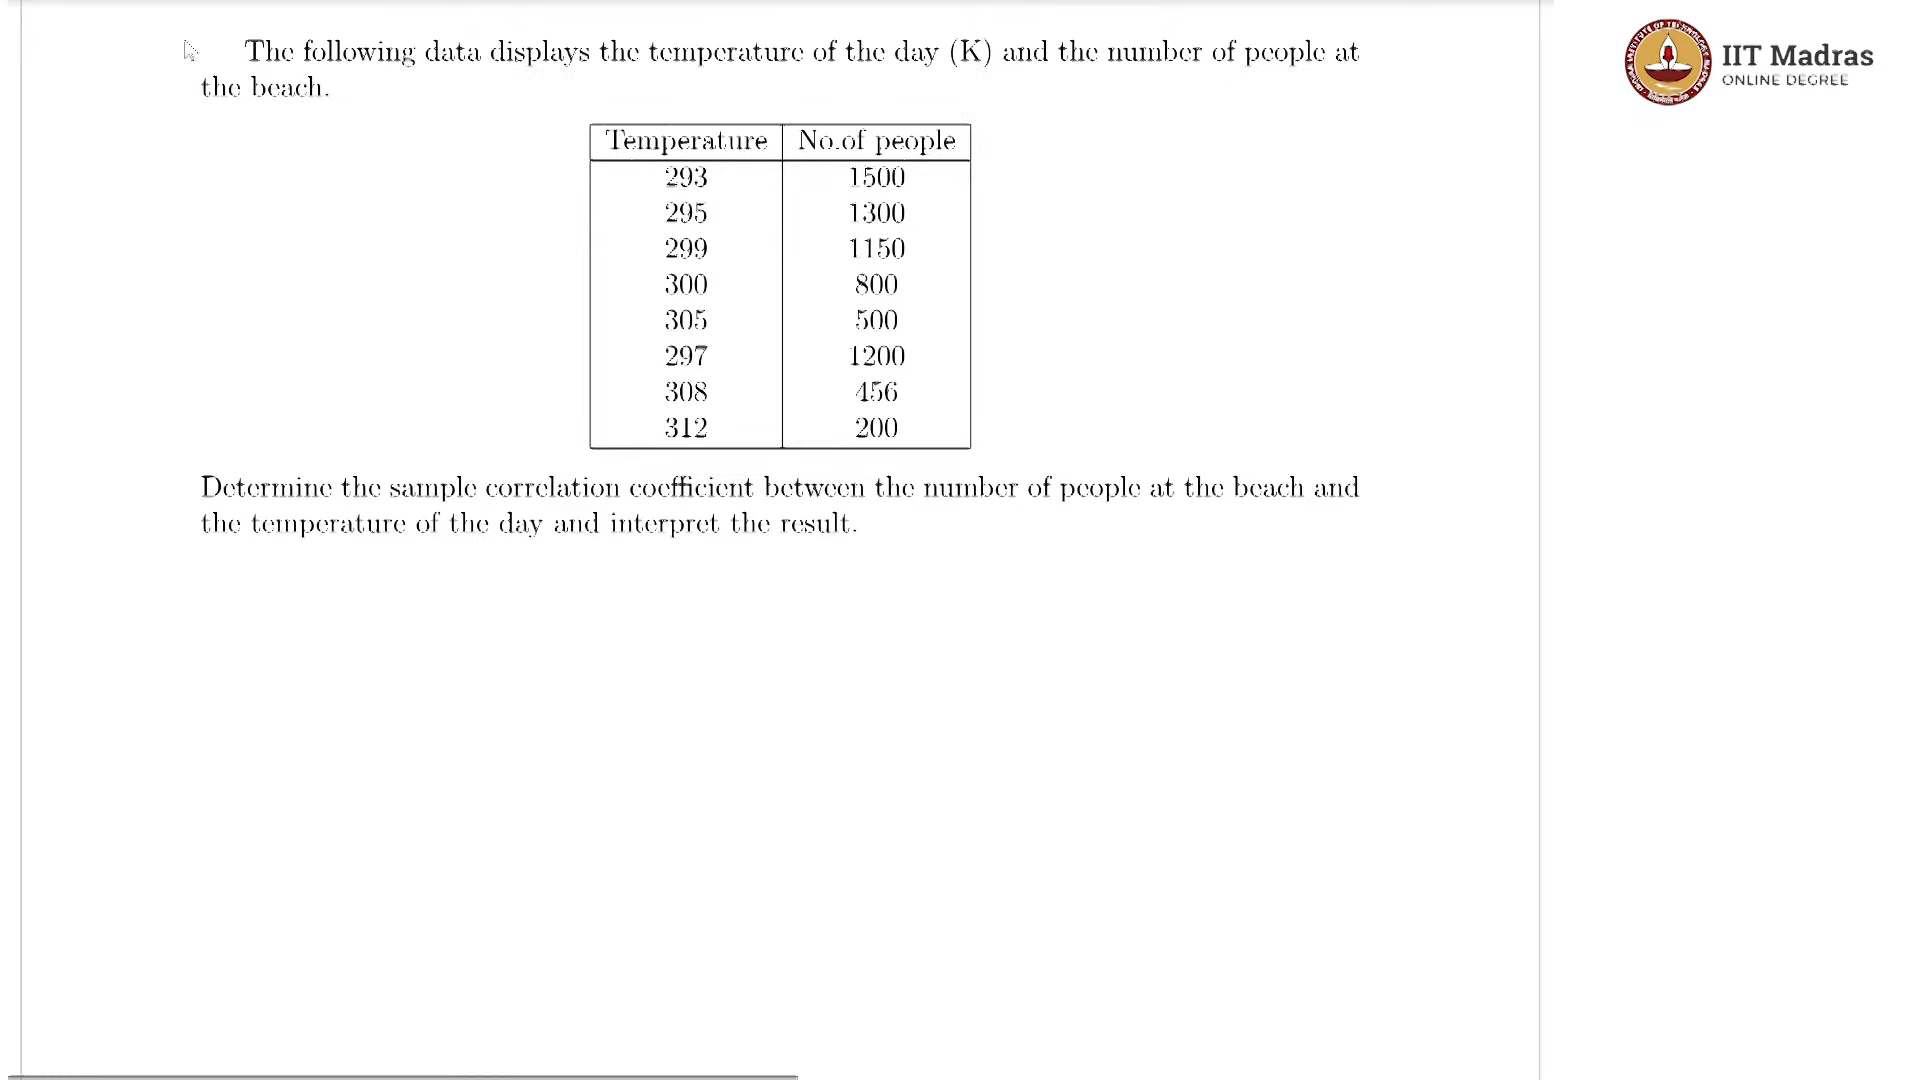 The following data displays the temperature of the day (K) and the number of people at
the beach.
Temperature No.of people
293 1500
295 1300
299 1150
300 800
305 500
297 1200
308 456
312 200
Determine the sample correlation coefficient between the number of people at the beach and
the temperature of the day and interpret the result.
IIT Madras
ONLINE DEGREE